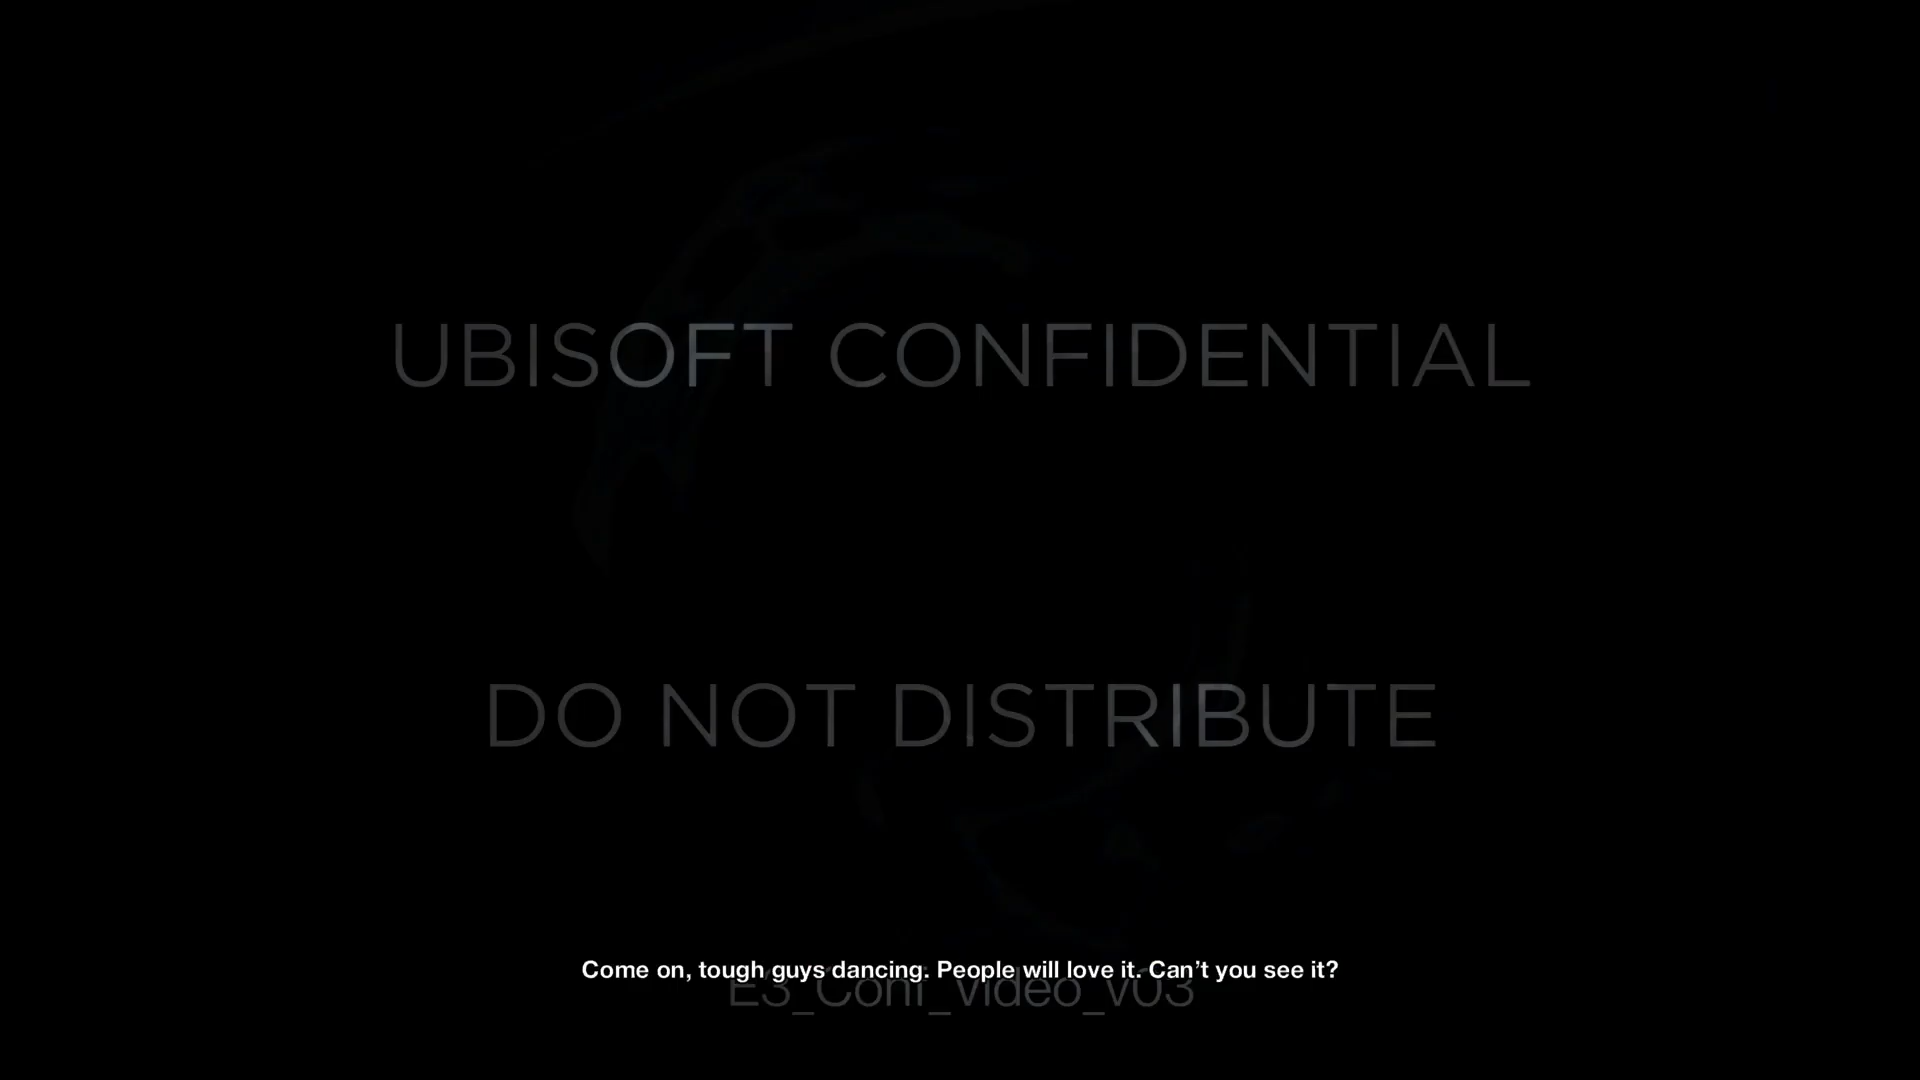 UBISOFT CONFIDENTIAL
DO NOT DISTRIBUTE
Come on, tough guys dancing. People will love it. Can’t you see it?
E3_Conf_Video_v03